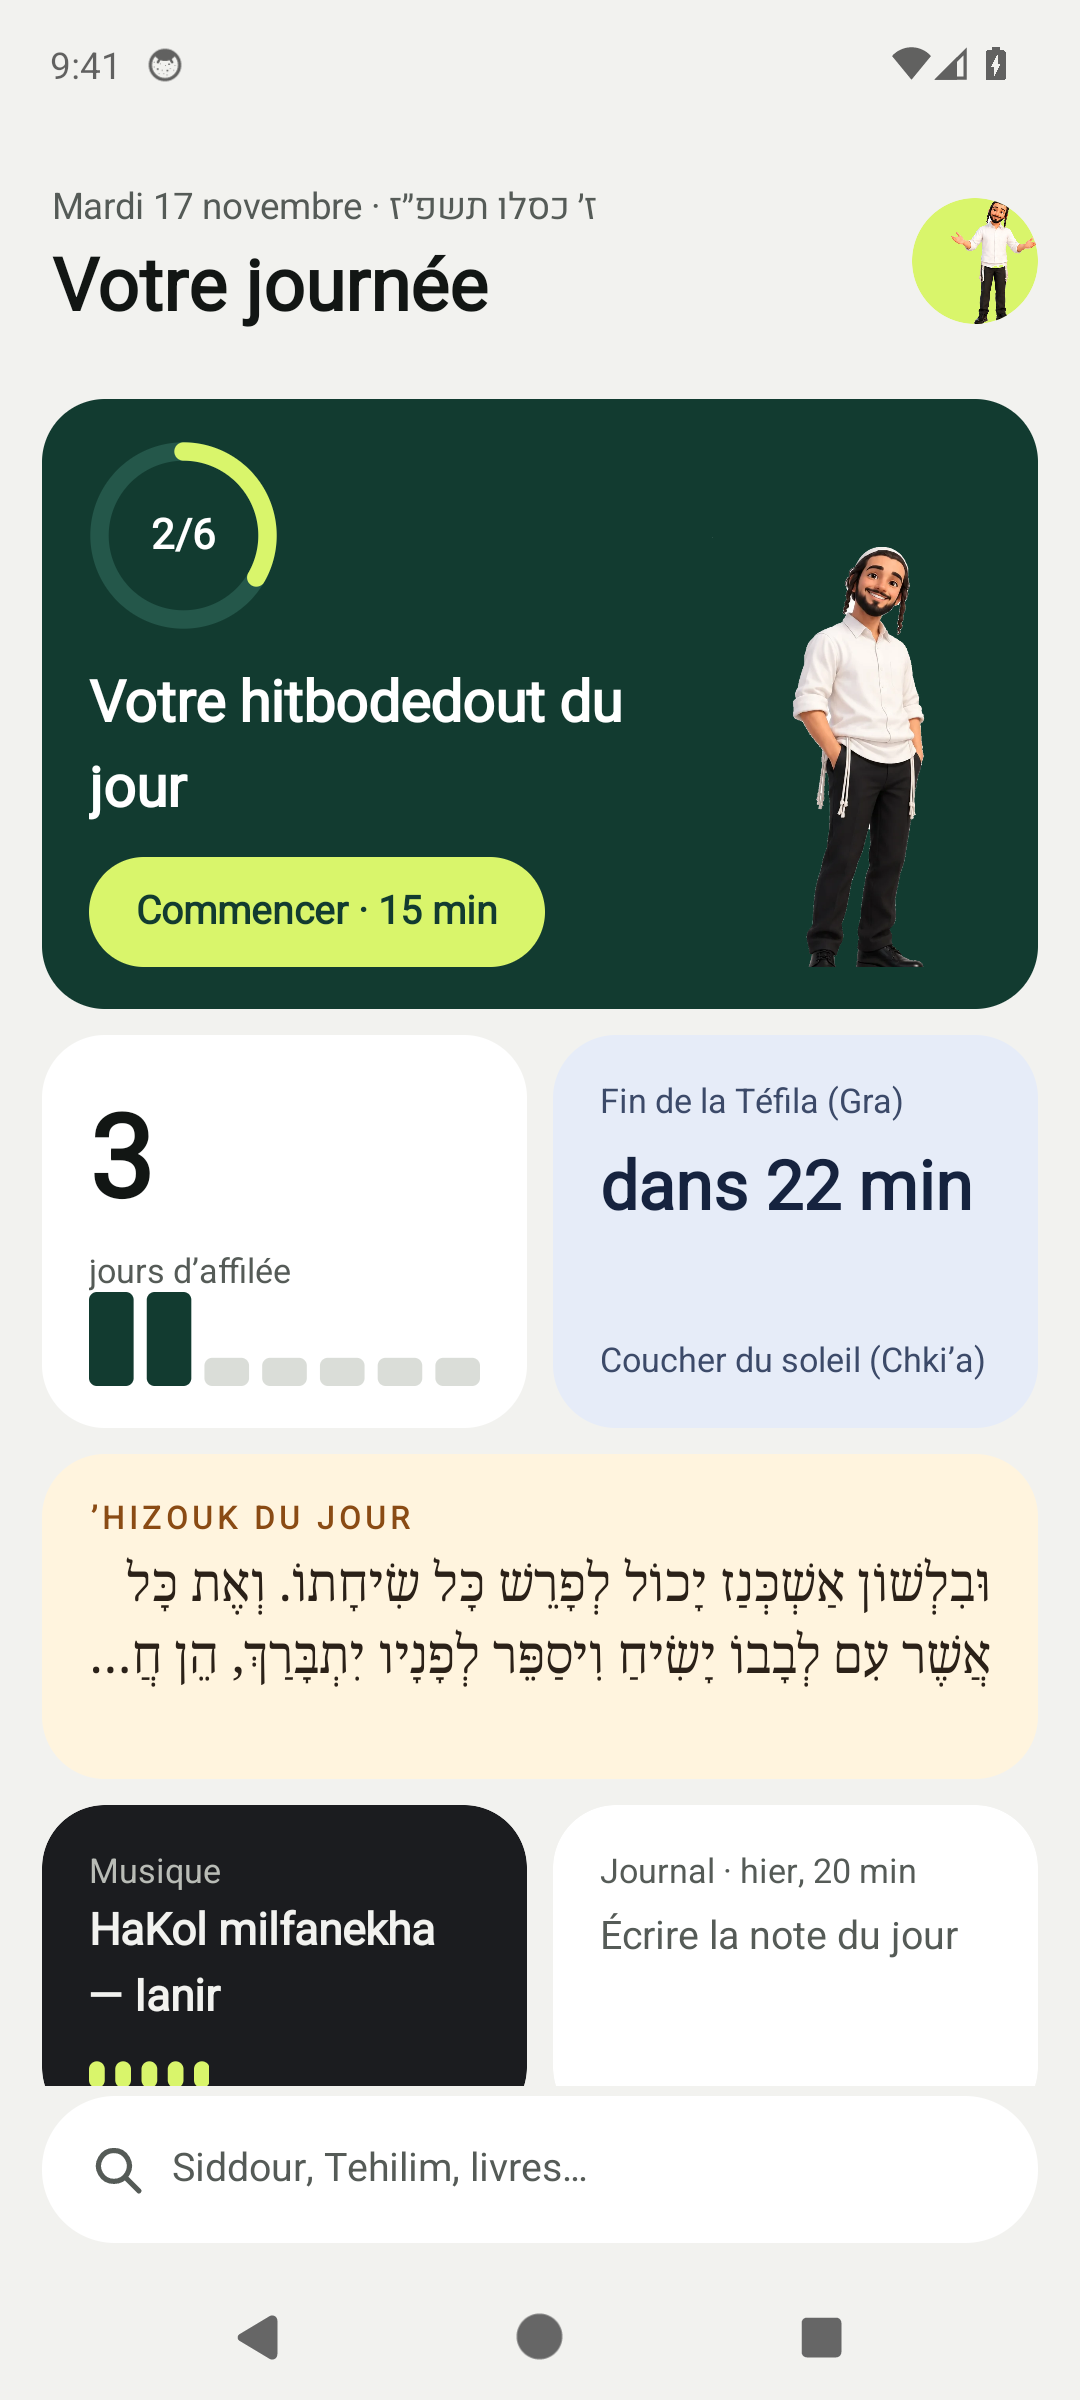 9:41
Mardi 17 novembre · ז׳ כסלו תשפ״ז
Votre journée
2/6
Votre hitbodedout du
jour
Commencer · 15 min
3
jours d’affilée
Fin de la Téfila (Gra)
dans 22 min
Coucher du soleil (Chki’a)
’HIZOUK DU JOUR
וּבִלְשׁוֹן אַשְׁכְּנַז יָכוֹל לְפָרֵשׁ כָּל שִׂיחָתוֹ. וְאֶת כָּל
אֲשֶׁר עִם לְבָבוֹ יָשִׂיחַ וִיסַפֵּר לְפָנָיו יִתְבָּרַךְ, הֵן חֲ...
Musique
HaKol milfanekha
— Ianir
Journal · hier, 20 min
Écrire la note du jour
Siddour, Tehilim, livres…